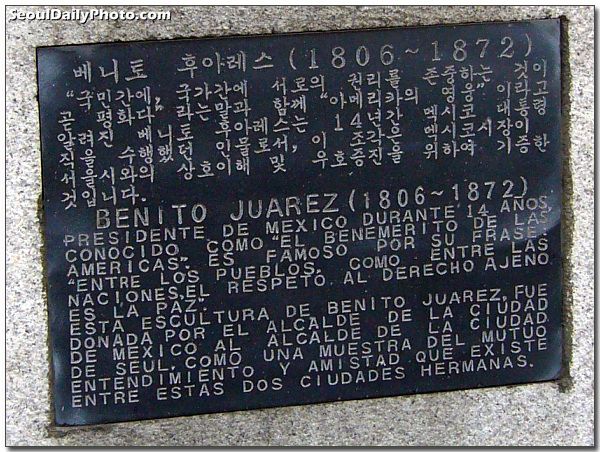 SeoulDailyPhoto.com
베니토 후아레스(1806~1872)
“국민간에, 국가간에 서로의 권리를 존중하는 것이
곧 평화다”라는 말과 함께 “아메리카의 영웅”이라고
알려진 베니토 후아레스는, 14년간 멕시코 대통령
직을 수행했던 인물로서, 이 조각은 멕시코시장이
서울시와의 상호이해 및 우호증진을 위하여 기증한
것입니다.
BENITO JUAREZ(1806~1872)
PRESIDENTE DE MEXICO DURANTE 14 ANOS,
CONOCIDO COMO “EL BENEMERITO DE LAS
AMERICAS,” ES FAMOSO POR SU FRASE:
“ENTRE LOS PUEBLOS, COMO ENTRE LAS
NACIONES, EL RESPETO AL DERECHO AJENO
ES LA PAZ.”
ESTA ESCULTURA DE BENITO JUAREZ, FUE
DONADA POR EL ALCALDE DE LA CIUDAD
DE MEXICO AL ALCALDE DE LA CIUDAD
DE SEUL, COMO UNA MUESTRA DEL MUTUO
ENTENDIMIENTO Y AMISTAD QUE EXISTE
ENTRE ESTAS DOS CIUDADES HERMANAS.